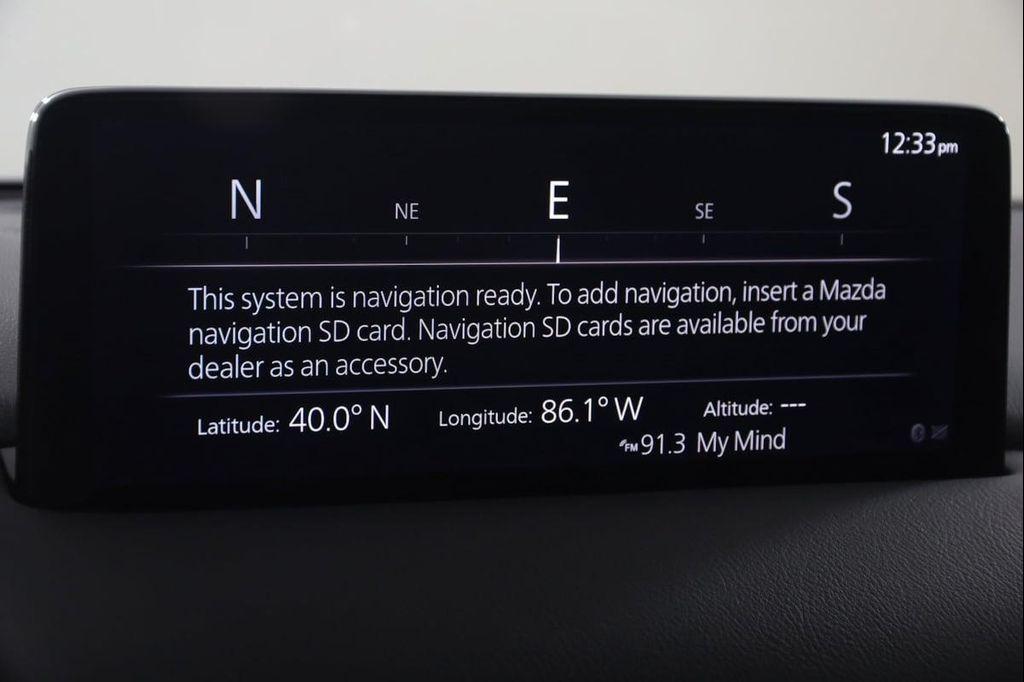 12:33pm
N NE E SE S
This system is navigation ready. To add navigation, insert a Mazda
navigation SD card. Navigation SD cards are available from your
dealer as an accessory.
Latitude: 40.0° N Longitude: 86.1° W Altitude: ---
FM 91.3 My Mind